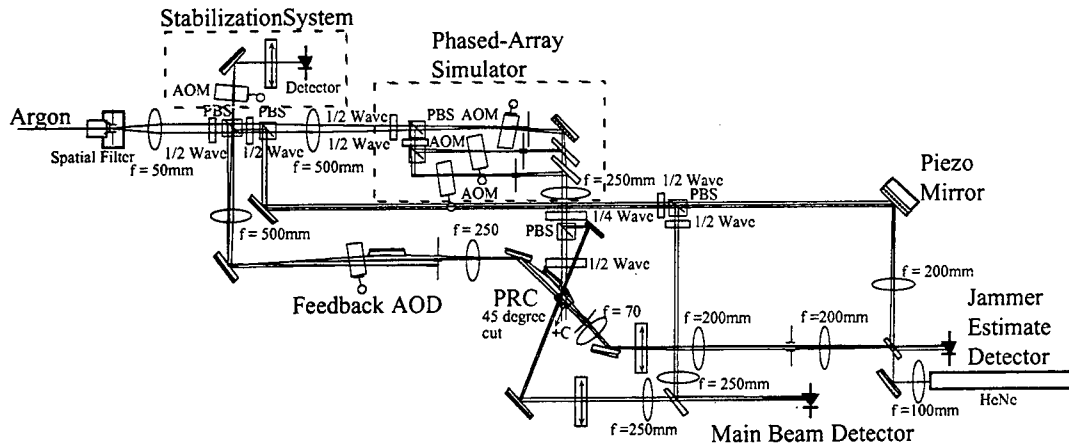 StabilizationSystem
AOM
Detector
Phased-Array
Simulator
Argon
Spatial Filter
f = 50mm
1/2 Wave
PBS
PBS
1/2 Wave
f = 500mm
1/2 Wave
1/2 Wave
PBS
AOM
AOM
AOM
f = 250mm
1/2 Wave
PBS
1/2 Wave
1/4 Wave
PBS
1/2 Wave
Piezo
Mirror
f = 500mm
f = 250
Feedback AOD
PRC
45 degree
cut
+C
f = 70
f = 200mm
f =200mm
f =200mm
Jammer
Estimate
Detector
f = 250mm
f =250mm
f =100mm
HeNe
Main Beam Detector